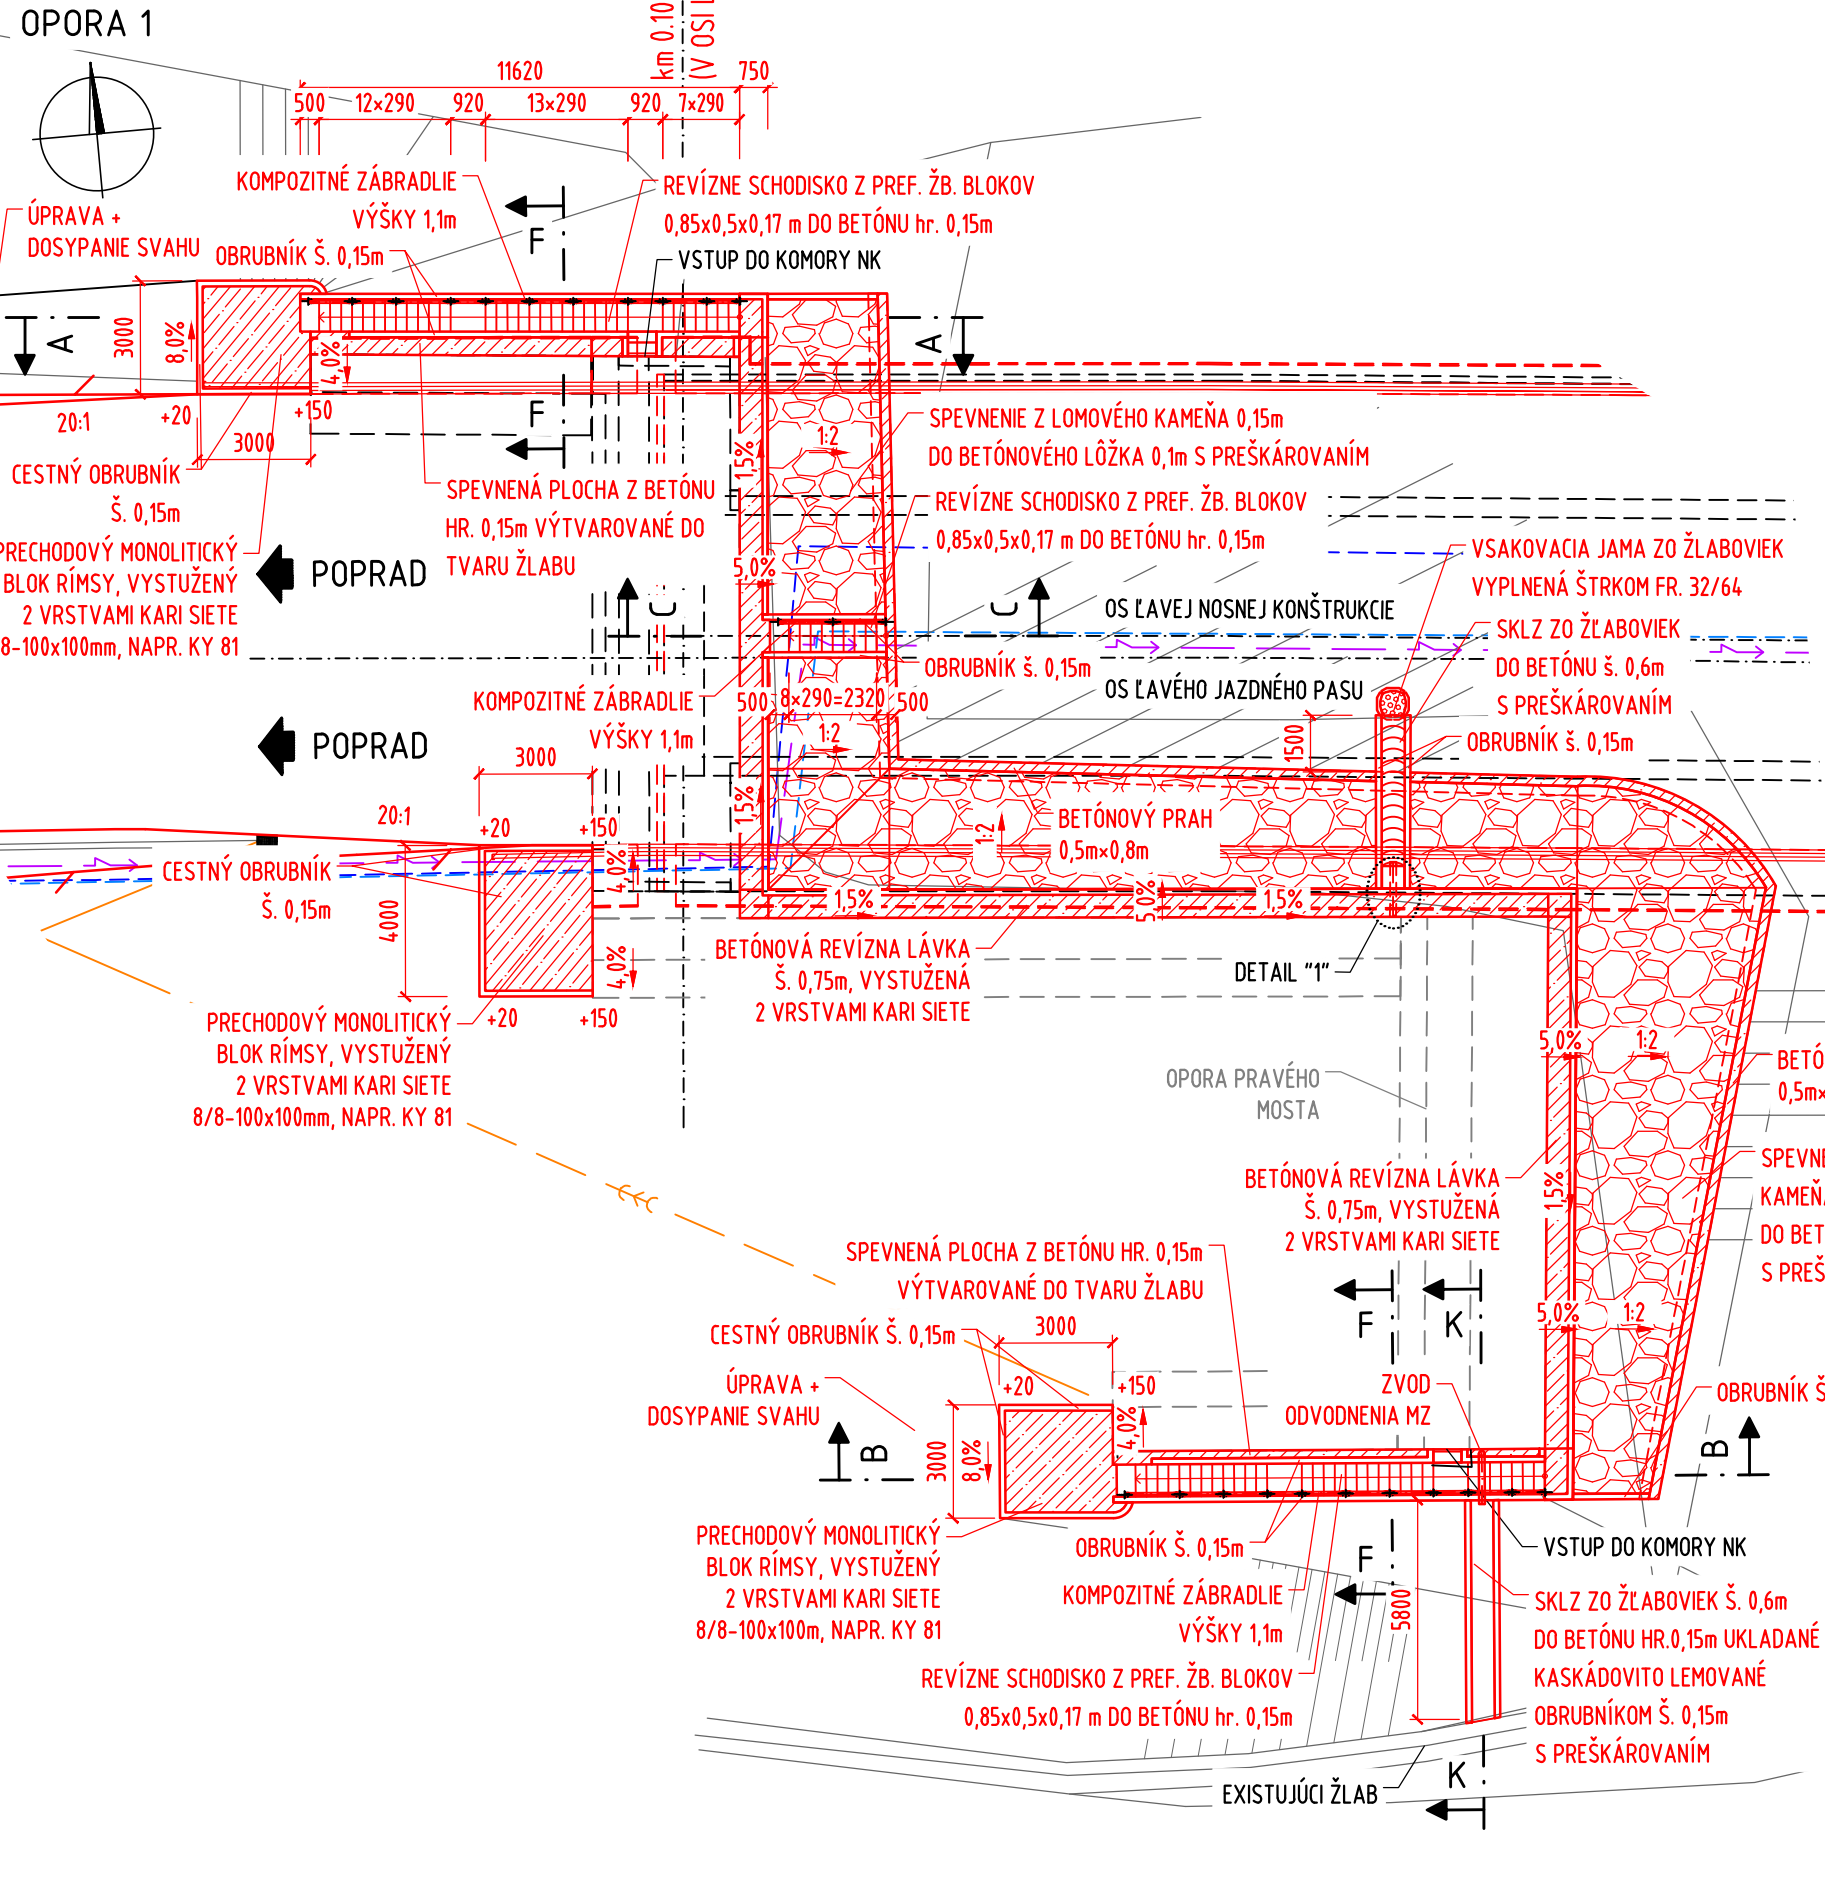 OPORA 1
km 0.10
(V OSI
11620
750
500
12×290
920
13×290
920
7×290
KOMPOZITNÉ ZÁBRADLIE
VÝŠKY 1,1m
REVÍZNE SCHODISKO Z PREF. ŽB. BLOKOV
0,85x0,5x0,17 m DO BETÓNU hr. 0,15m
ÚPRAVA +
DOSYPANIE SVAHU
OBRUBNÍK Š. 0,15m
F
VSTUP DO KOMORY NK
A
3000
8,0%
4,0%
A
F
20:1
+20
+150
3000
CESTNÝ OBRUBNÍK
Š. 0,15m
1:2
1,5%
SPEVNENIE Z LOMOVÉHO KAMEŇA 0,15m
DO BETÓNOVÉHO LÔŽKA 0,1m S PREŠKÁROVANÍM
SPEVNENÁ PLOCHA Z BETÓNU
HR. 0,15m VÝTVAROVANÉ DO
TVARU ŽLABU
REVÍZNE SCHODISKO Z PREF. ŽB. BLOKOV
0,85x0,5x0,17 m DO BETÓNU hr. 0,15m
PRECHODOVÝ MONOLITICKÝ
BLOK RÍMSY, VYSTUŽENÝ
2 VRSTVAMI KARI SIETE
8-100x100mm, NAPR. KY 81
POPRAD
5,0%
VSAKOVACIA JAMA ZO ŽLABOVIEK
VYPLNENÁ ŠTRKOM FR. 32/64
C
C
OS ĽAVEJ NOSNEJ KONŠTRUKCIE
SKLZ ZO ŽĽABOVIEK
DO BETÓNU š. 0,6m
S PREŠKÁROVANÍM
OBRUBNÍK š. 0,15m
OS ĽAVÉHO JAZDNÉHO PASU
KOMPOZITNÉ ZÁBRADLIE
VÝŠKY 1,1m
500
8×290=2320
500
1:2
POPRAD
3000
1500
OBRUBNÍK š. 0,15m
1,5%
20:1
+20
+150
1:2
BETÓNOVÝ PRAH
0,5m×0,8m
CESTNÝ OBRUBNÍK
Š. 0,15m
4,0%
4000
1,5%
5,0%
1,5%
4,0%
BETÓNOVÁ REVÍZNA LÁVKA
Š. 0,75m, VYSTUŽENÁ
2 VRSTVAMI KARI SIETE
DETAIL "1"
+20
+150
PRECHODOVÝ MONOLITICKÝ
BLOK RÍMSY, VYSTUŽENÝ
2 VRSTVAMI KARI SIETE
8/8-100x100mm, NAPR. KY 81
5,0%
1:2
BETÓ
0,5m×
OPORA PRAVÉHO
MOSTA
BETÓNOVÁ REVÍZNA LÁVKA
Š. 0,75m, VYSTUŽENÁ
2 VRSTVAMI KARI SIETE
1,5%
SPEVNE
KAMEŇA
DO BET
S PREŠ
SPEVNENÁ PLOCHA Z BETÓNU HR. 0,15m
VÝTVAROVANÉ DO TVARU ŽLABU
F
K
5,0%
1:2
CESTNÝ OBRUBNÍK Š. 0,15m
3000
ÚPRAVA +
DOSYPANIE SVAHU
+20
+150
ZVOD
ODVODNENIA MZ
OBRUBNÍK Š
B
3000
8,0%
4,0%
B
PRECHODOVÝ MONOLITICKÝ
BLOK RÍMSY, VYSTUŽENÝ
2 VRSTVAMI KARI SIETE
8/8-100x100m, NAPR. KY 81
OBRUBNÍK Š. 0,15m
F
VSTUP DO KOMORY NK
KOMPOZITNÉ ZÁBRADLIE
VÝŠKY 1,1m
5800
SKLZ ZO ŽĽABOVIEK Š. 0,6m
DO BETÓNU HR.0,15m UKLADANÉ
KASKÁDOVITO LEMOVANÉ
OBRUBNÍKOM Š. 0,15m
S PREŠKÁROVANÍM
REVÍZNE SCHODISKO Z PREF. ŽB. BLOKOV
0,85x0,5x0,17 m DO BETÓNU hr. 0,15m
K
EXISTUJÚCI ŽLAB